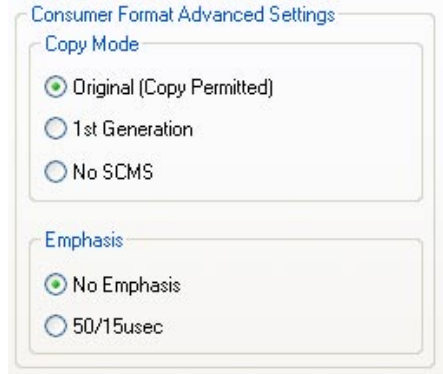 Consumer Format Advanced Settings
Copy Mode
Original (Copy Permitted)
1st Generation
No SCMS
Emphasis
No Emphasis
50/15usec